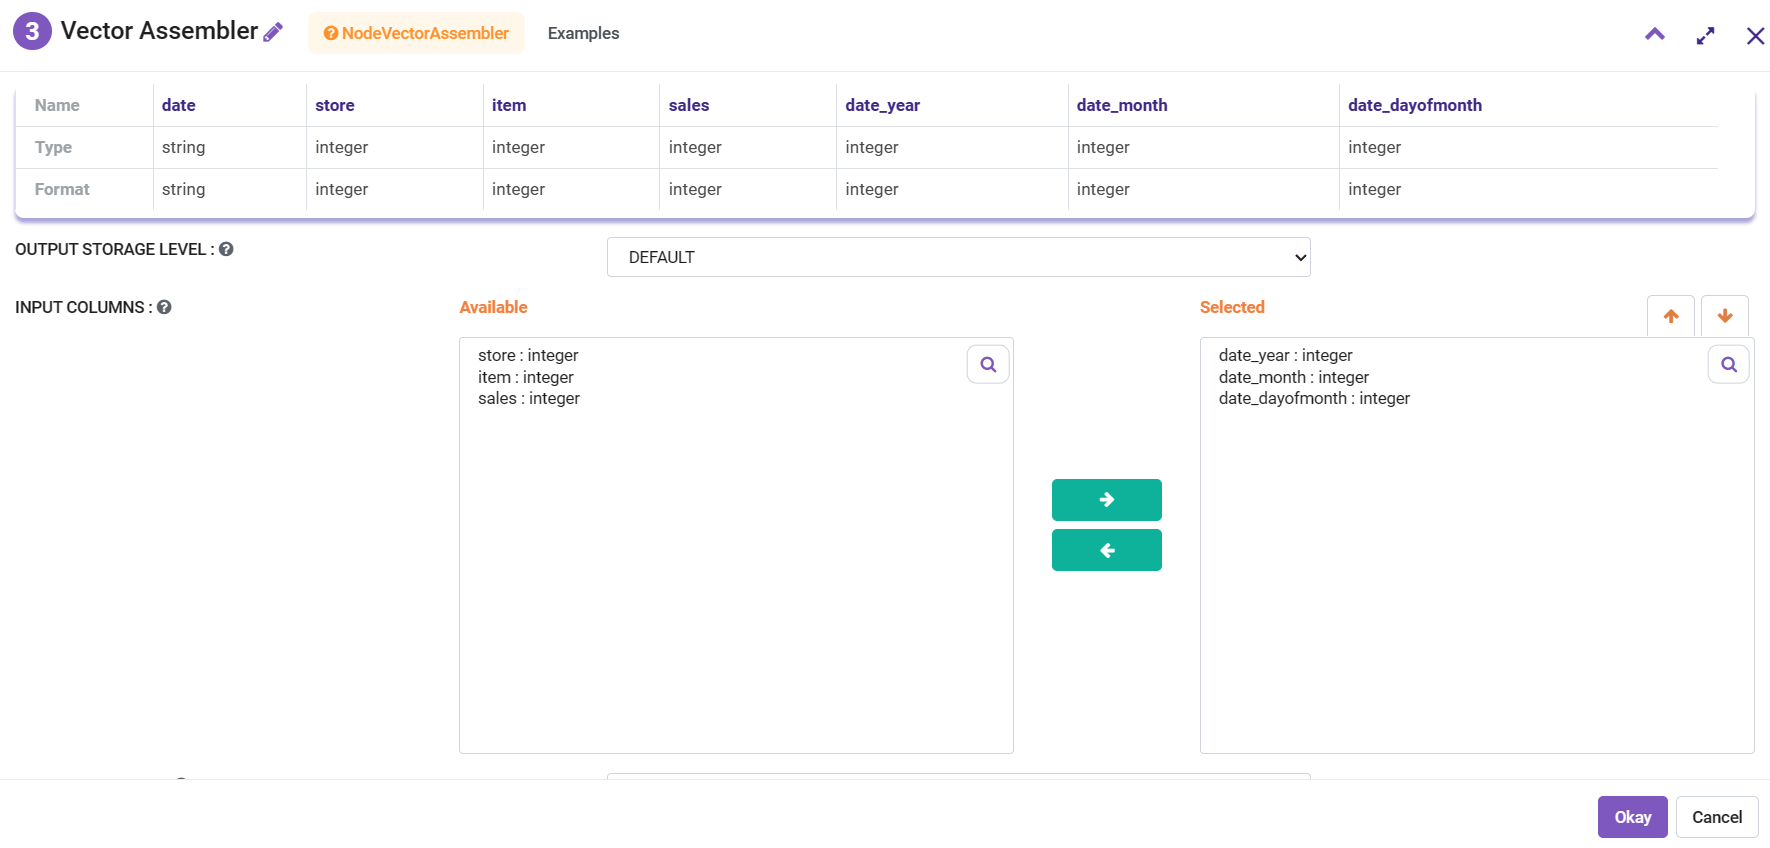 3 Vector Assembler NodeVectorAssembler Examples
Name date store item sales date_year date_month date_dayofmonth
Type string integer integer integer integer integer integer
Format string integer integer integer integer integer integer
OUTPUT STORAGE LEVEL :
DEFAULT
INPUT COLUMNS :
Available
store : integer
item : integer
sales : integer
Selected
date_year : integer
date_month : integer
date_dayofmonth : integer
Okay Cancel